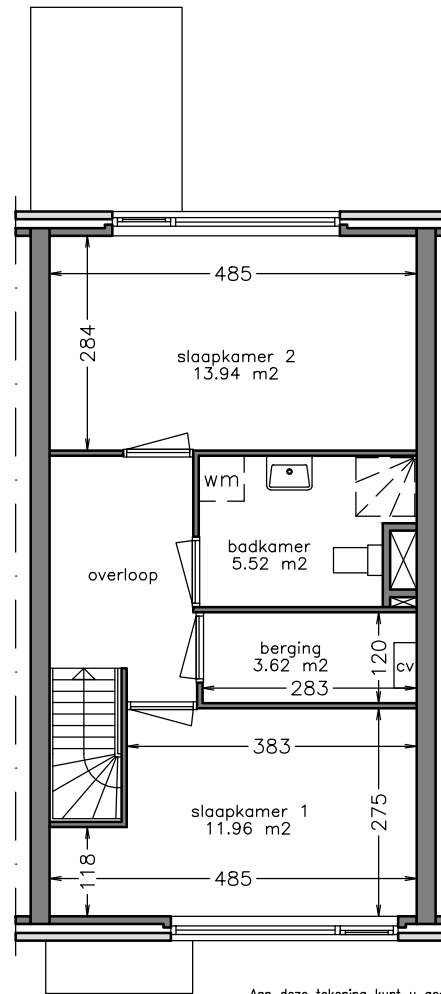 485
284
slaapkamer 2
13.94 m2
wm
badkamer
5.52 m2
overloop
berging
3.62 m2
120
cv
283
383
slaapkamer 1
11.96 m2
275
118
485
Aan deze tekening kunt u